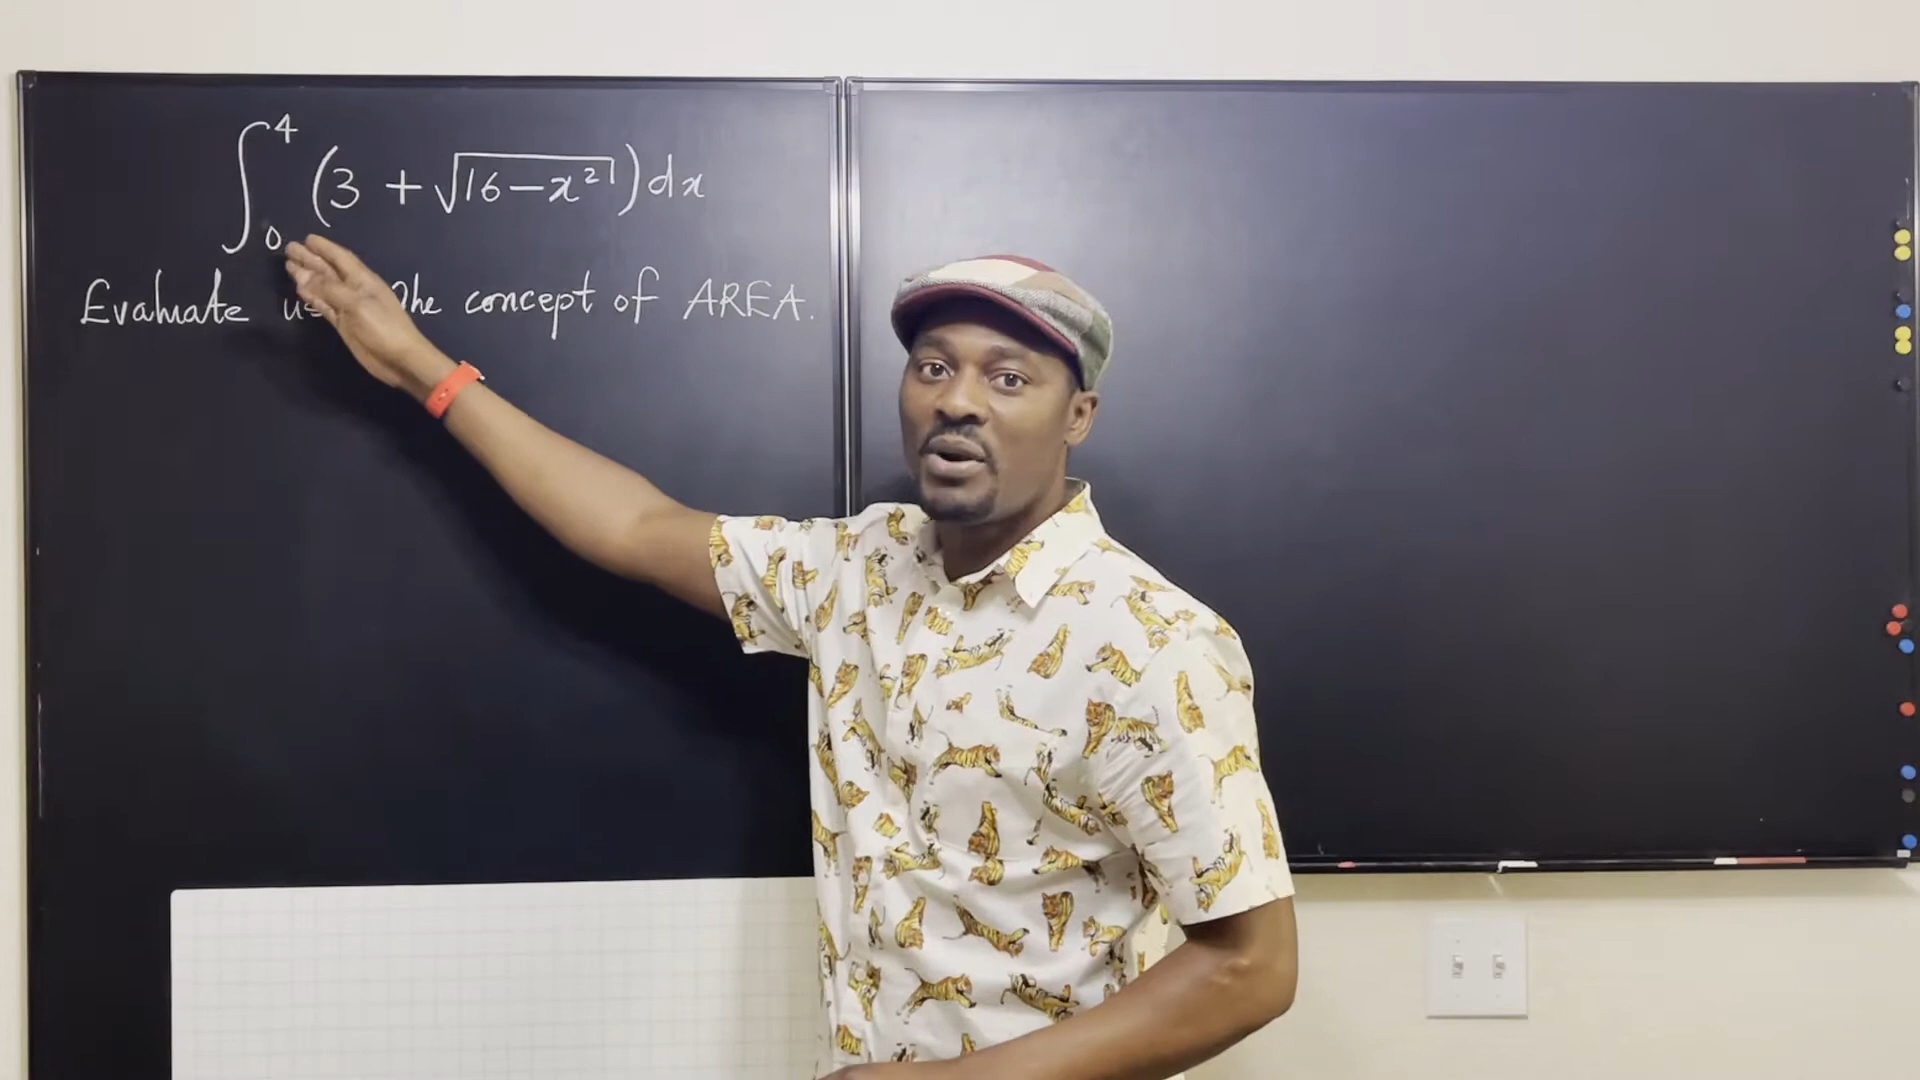 ∫₀⁴ (3 + √(16 – x²)) dx
Evaluate the concept of AREA.